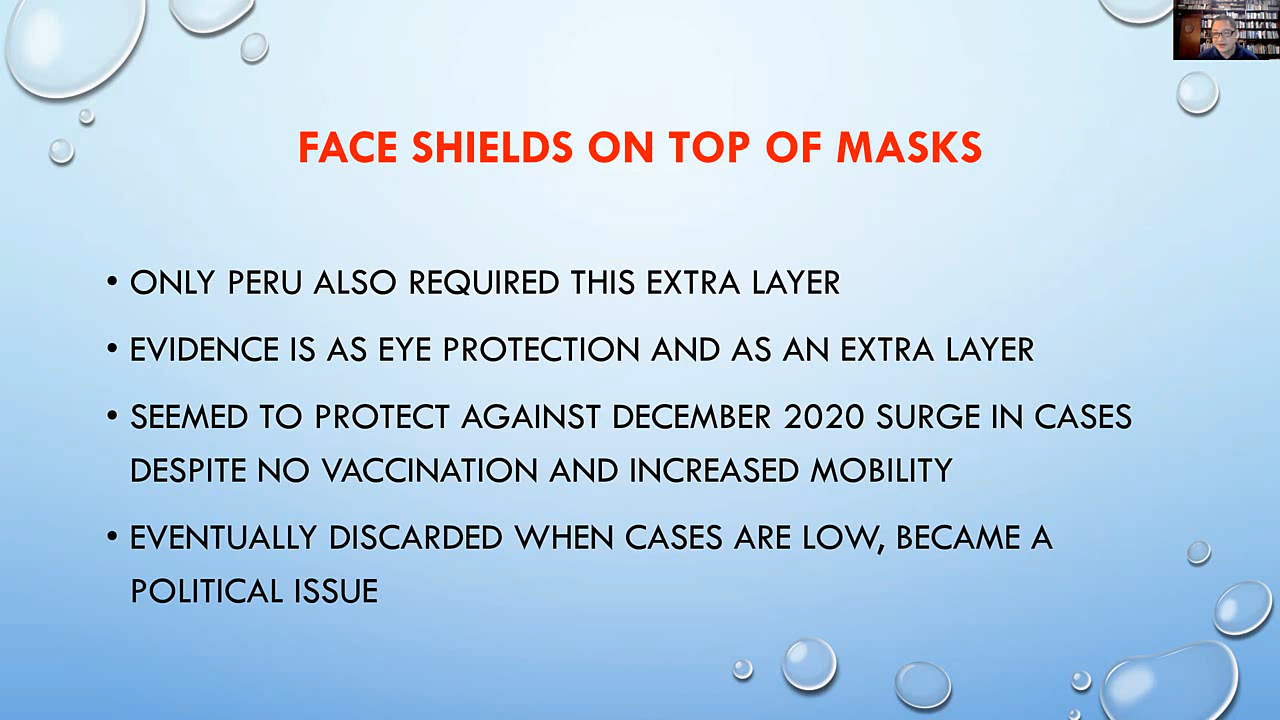 FACE SHIELDS ON TOP OF MASKS
• ONLY PERU ALSO REQUIRED THIS EXTRA LAYER
• EVIDENCE IS AS EYE PROTECTION AND AS AN EXTRA LAYER
• SEEMED TO PROTECT AGAINST DECEMBER 2020 SURGE IN CASES
DESPITE NO VACCINATION AND INCREASED MOBILITY
• EVENTUALLY DISCARDED WHEN CASES ARE LOW, BECAME A
POLITICAL ISSUE